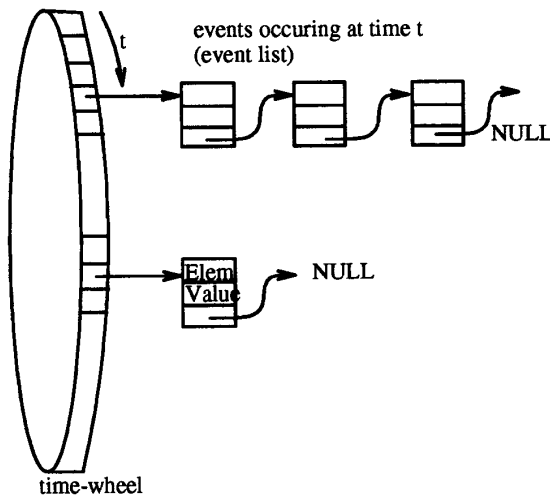 t
events occuring at time t
(event list)
NULL
Elem
Value
NULL
time-wheel